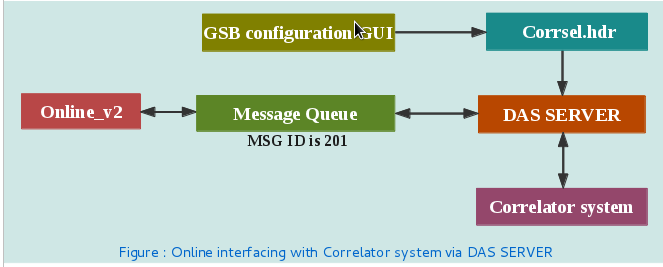 GSB configuration GUI
Corrsel.hdr
Online_v2
Message Queue
DAS SERVER
MSG ID is 201
Correlator system
Figure : Online interfacing with Correlator system via DAS SERVER